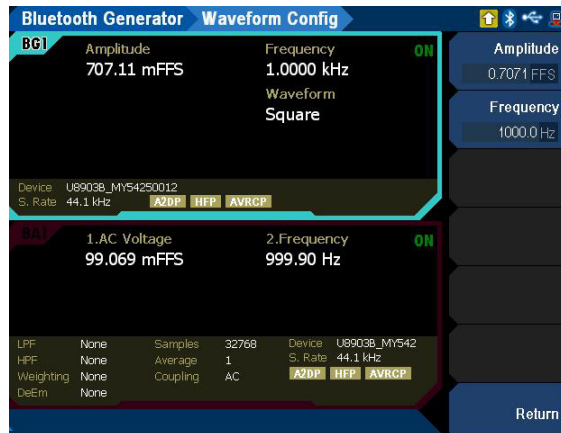 Bluetooth Generator Waveform Config
BG1
Amplitude Frequency ON
707.11 mFFS 1.0000 kHz
Waveform
Square
Device U8903B_MY54250012
S. Rate 44.1 kHz A2DP HFP AVRCP
BA1
1.AC Voltage 2.Frequency ON
99.069 mFFS 999.90 Hz
LPF None Samples 32768 Device U8903B_MY542
HPF None Average 1 S. Rate 44.1 kHz
Weighting None Coupling AC A2DP HFP AVRCP
DeEm None
Amplitude
0.7071 FFS
Frequency
1000.0 Hz
Return